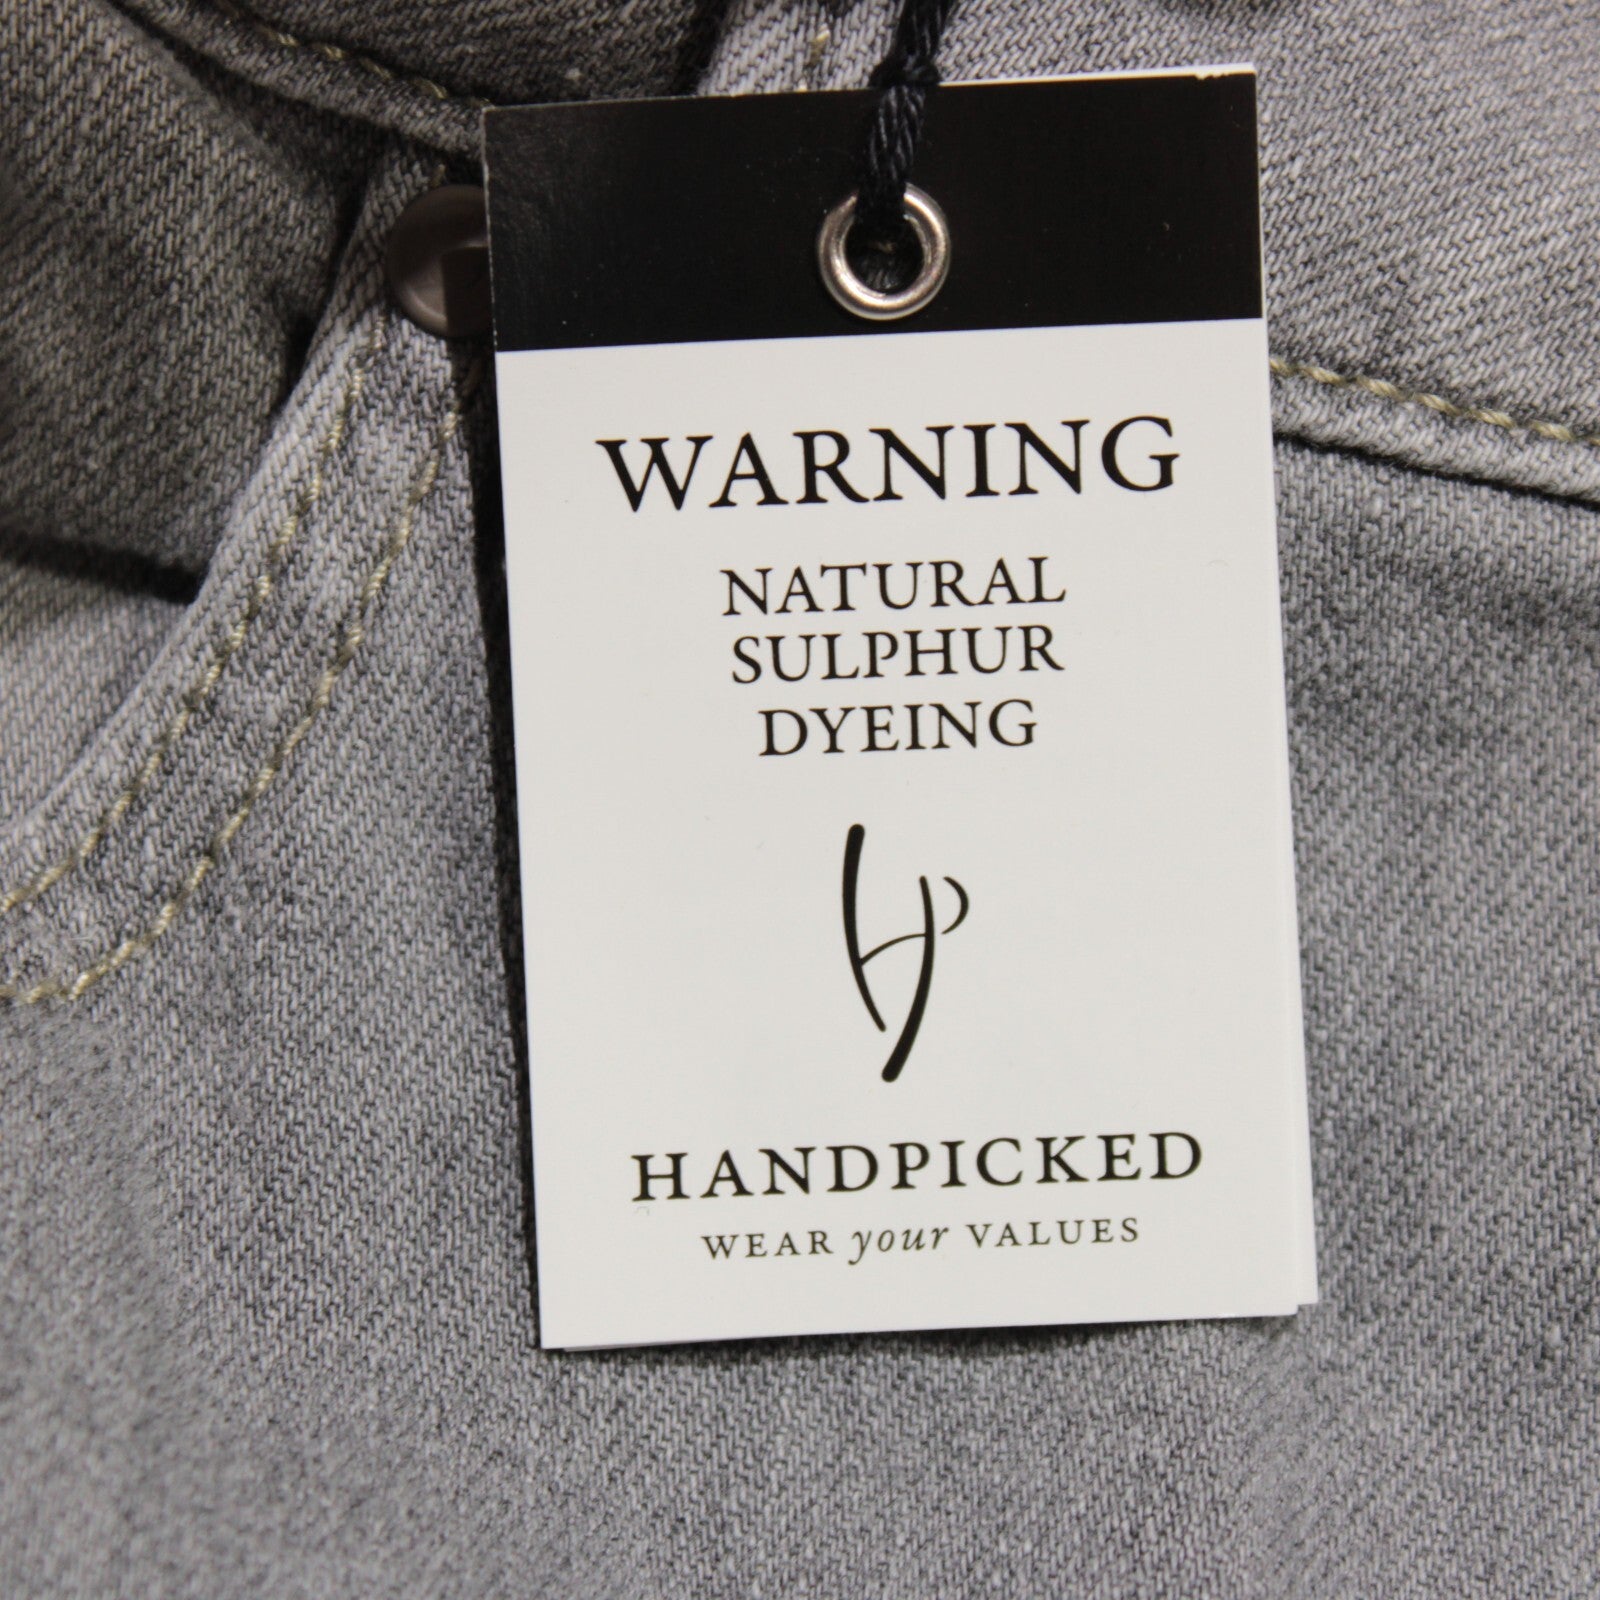 WARNING
NATURAL
SULPHUR
DYEING
HANDPICKED
WEAR your VALUES